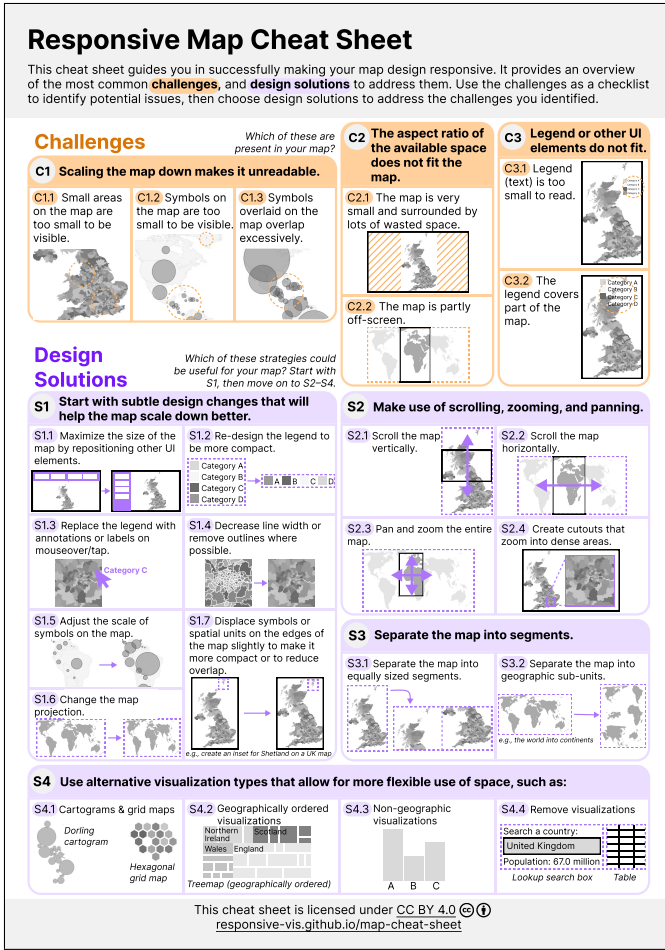 Responsive Map Cheat Sheet
This cheat sheet guides you in successfully making your map design responsive. It provides an overview
of the most common challenges, and design solutions to address them. Use the challenges as a checklist
to identify potential issues, then choose design solutions to address the challenges you identified.
Challenges
Which of these are
present in your map?
C1 Scaling the map down makes it unreadable.
C1.1 Small areas
on the map are
too small to be
visible.
C1.2 Symbols on
the map are too
small to be visible.
C1.3 Symbols
overlaid on the
map overlap
excessively.
C2 The aspect ratio of
the available space
does not fit the
map.
C2.1 The map is very
small and surrounded by
lots of wasted space.
C2.2 The map is partly
off-screen.
C3 Legend or other UI
elements do not fit.
C3.1 Legend
(text) is too
small to read.
C3.2 The
legend covers
part of the
map.
Category A
Category B
Category C
Category D
Design
Solutions
Which of these strategies could
be useful for your map? Start with
S1, then move on to S2–S4.
S1 Start with subtle design changes that will
help the map scale down better.
S1.1 Maximize the size of the
map by repositioning other UI
elements.
S1.2 Re-design the legend to
be more compact.
Category A
Category B
Category C
Category D
A B C D
S1.3 Replace the legend with
annotations or labels on
mouseover/tap.
Category C
S1.4 Decrease line width or
remove outlines where
possible.
S1.5 Adjust the scale of
symbols on the map.
S1.6 Change the map
projection.
S1.7 Displace symbols or
spatial units on the edges of
the map slightly to make it
more compact or to reduce
overlap.
e.g., create an inset for Shetland on a UK map
S2 Make use of scrolling, zooming, and panning.
S2.1 Scroll the map
vertically.
S2.2 Scroll the map
horizontally.
S2.3 Pan and zoom the entire
map.
S2.4 Create cutouts that
zoom into dense areas.
S3 Separate the map into segments.
S3.1 Separate the map into
equally sized segments.
S3.2 Separate the map into
geographic sub-units.
e.g., the world into continents
S4 Use alternative visualization types that allow for more flexible use of space, such as:
S4.1 Cartograms & grid maps
Dorling
cartogram
Hexagonal
grid map
S4.2 Geographically ordered
visualizations
Northern
Ireland
Scotland
Wales
England
Treemap (geographically ordered)
S4.3 Non-geographic
visualizations
A B C
S4.4 Remove visualizations
Search a country:
United Kingdom
Population: 67.0 million
Lookup search box
Table
This cheat sheet is licensed under CC BY 4.0
responsive-vis.github.io/map-cheat-sheet